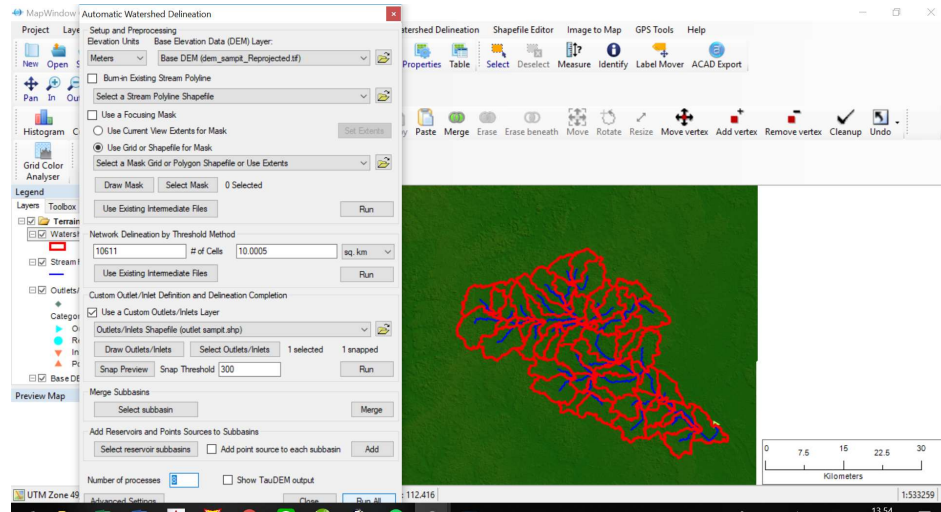 MapWindow
Automatic Watershed Delineation
Project
Watershed Delineation
Shapefile Editor
Image to Map
GPS Tools
Help
New
Open
Properties
Table
Select
Deselect
Measure
Identify
Label Mover
ACAD Export
Pan
In
Out
Histogram
Paste
Merge
Erase
Erase beneath
Move
Rotate
Resize
Move vertex
Add vertex
Remove vertex
Cleanup
Undo
Grid Color
Analyser
Legend
Layers
Toolbox
Terrain
Stream
Outlets/
Base DE
Preview Map
Setup and Preprocessing
Elevation Units
Base Elevation Data (DEM) Layer:
Meters
Base DEM (dem_sampit_Reprojected.tif)
Burn-in Existing Stream Polyline
Select a Stream Polyline Shapefile
Use a Focusing Mask
Use Current View Extents for Mask
Set Extents
Use Grid or Shapefile for Mask
Select a Mask Grid or Polygon Shapefile or Use Extents
Draw Mask
Select Mask
0 Selected
Use Existing Intermediate Files
Run
Network Delineation by Threshold Method
10611
# of Cells
10.0005
sq. km
Use Existing Intermediate Files
Run
Custom Outlet/Inlet Definition and Delineation Completion
Use a Custom Outlets/Inlets Layer
Outlets/Inlets Shapefile (outlet sampit.shp)
Draw Outlets/Inlets
Select Outlets/Inlets
1 selected
1 snapped
Snap Preview
Snap Threshold
300
Run
Merge Subbasins
Select subbasin
Merge
Add Reservoirs and Points Sources to Subbasins
Select reservoir subbasins
Add point source to each subbasin
Add
Number of processes
8
Show TauDEM output
Advanced Settings
Close
Run All
0
7.5
15
22.5
30
Kilometers
UTM Zone 49
: 112.416
1:533259
13.54